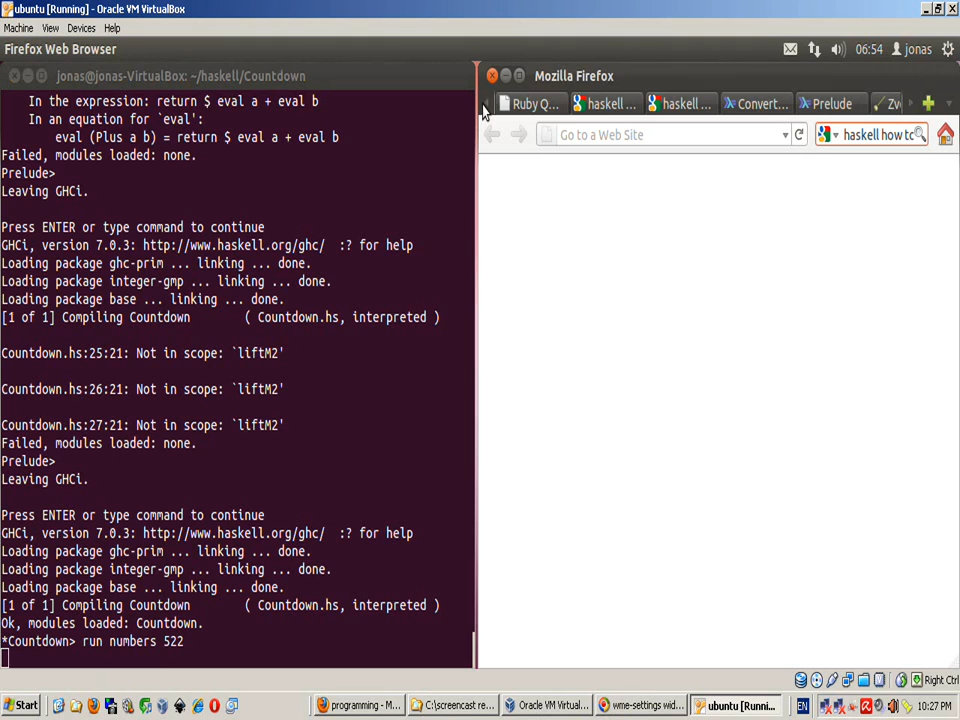 ubuntu [Running] - Oracle VM VirtualBox
Machine View Devices Help
Firefox Web Browser
06:54 jonas
jonas@jonas-VirtualBox: ~/haskell/Countdown
In the expression: return $ eval a + eval b
In an equation for `eval':
eval (Plus a b) = return $ eval a + eval b
Failed, modules loaded: none.
Prelude>
Leaving GHCi.
Press ENTER or type command to continue
GHCi, version 7.0.3: http://www.haskell.org/ghc/ :? for help
Loading package ghc-prim ... linking ... done.
Loading package integer-gmp ... linking ... done.
Loading package base ... linking ... done.
[1 of 1] Compiling Countdown ( Countdown.hs, interpreted )
Countdown.hs:25:21: Not in scope: `liftM2'
Countdown.hs:26:21: Not in scope: `liftM2'
Countdown.hs:27:21: Not in scope: `liftM2'
Failed, modules loaded: none.
Prelude>
Leaving GHCi.
Press ENTER or type command to continue
GHCi, version 7.0.3: http://www.haskell.org/ghc/ :? for help
Loading package ghc-prim ... linking ... done.
Loading package integer-gmp ... linking ... done.
Loading package base ... linking ... done.
[1 of 1] Compiling Countdown ( Countdown.hs, interpreted )
Ok, modules loaded: Countdown.
*Countdown> run numbers 522
Mozilla Firefox
Ruby Q... haskell ... haskell ... Convert... Prelude Zv
Go to a Web Site haskell how to
Right Ctrl
Start programming - M... C:\screencast re... Oracle VM Virtual... wme-settings wid... ubuntu [Runni... EN 10:27 PM